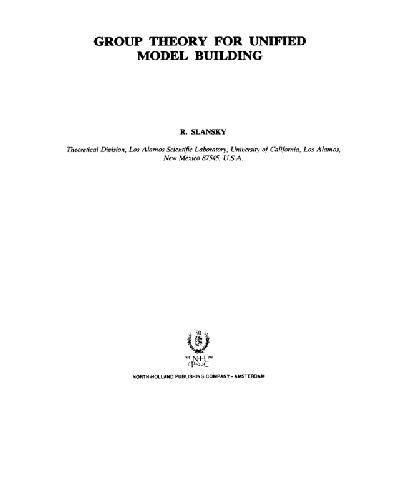 GROUP THEORY FOR UNIFIED
MODEL BUILDING
R. SLANSKY
Theoretical Division, Los Alamos Scientific Laboratory, University of California, Los Alamos,
New Mexico 87545, U.S.A.
NORTH-HOLLAND PUBLISHING COMPANY - AMSTERDAM